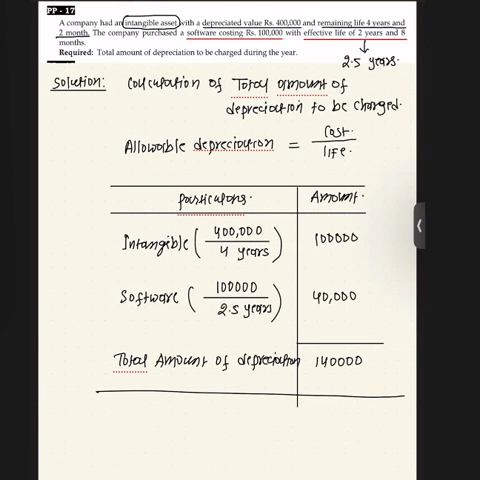 PP - 17
A company had an intangible asset with a depreciated value Rs. 400,000 and remaining life 4 years and
2 month. The company purchased a software costing Rs.100,000 with effective life of 2 years and 8
months.
2.5 years.
Required: Total amount of depreciation to be charged during the year.
Solution: Calculation of Total amount of
depreciation to be charged.
Allowable depreciation = Cost.
life.
Particulars. Amount.
Intangible ( 400,000 100000
4 years )
Software ( 100000 40,000
2.5 years )
Total Amount of depreciation 140000